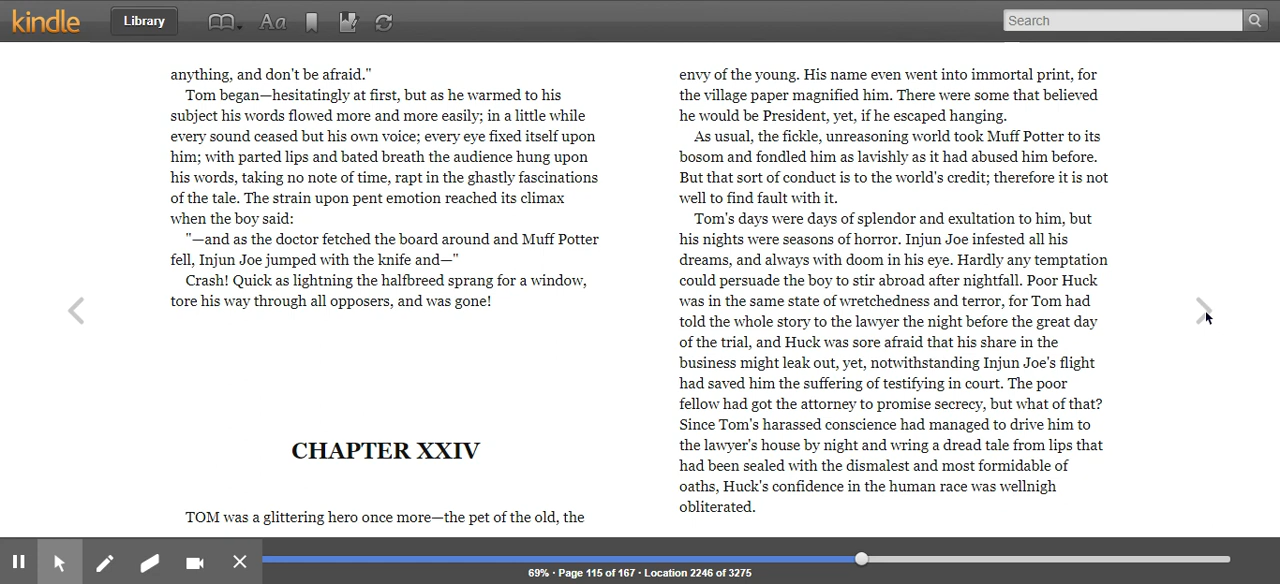 kindle
Library
Aa
Search
anything, and don't be afraid."
Tom began—hesitatingly at first, but as he warmed to his
subject his words flowed more and more easily; in a little while
every sound ceased but his own voice; every eye fixed itself upon
him; with parted lips and bated breath the audience hung upon
his words, taking no note of time, rapt in the ghastly fascinations
of the tale. The strain upon pent emotion reached its climax
when the boy said:
"—and as the doctor fetched the board around and Muff Potter
fell, Injun Joe jumped with the knife and—"
Crash! Quick as lightning the halfbreed sprang for a window,
tore his way through all opposers, and was gone!
CHAPTER XXIV
TOM was a glittering hero once more—the pet of the old, the
envy of the young. His name even went into immortal print, for
the village paper magnified him. There were some that believed
he would be President, yet, if he escaped hanging.
As usual, the fickle, unreasoning world took Muff Potter to its
bosom and fondled him as lavishly as it had abused him before.
But that sort of conduct is to the world's credit; therefore it is not
well to find fault with it.
Tom's days were days of splendor and exultation to him, but
his nights were seasons of horror. Injun Joe infested all his
dreams, and always with doom in his eye. Hardly any temptation
could persuade the boy to stir abroad after nightfall. Poor Huck
was in the same state of wretchedness and terror, for Tom had
told the whole story to the lawyer the night before the great day
of the trial, and Huck was sore afraid that his share in the
business might leak out, yet, notwithstanding Injun Joe's flight
had saved him the suffering of testifying in court. The poor
fellow had got the attorney to promise secrecy, but what of that?
Since Tom's harassed conscience had managed to drive him to
the lawyer's house by night and wring a dread tale from lips that
had been sealed with the dismalest and most formidable of
oaths, Huck's confidence in the human race was wellnigh
obliterated.
69% · Page 115 of 167 · Location 2246 of 3275